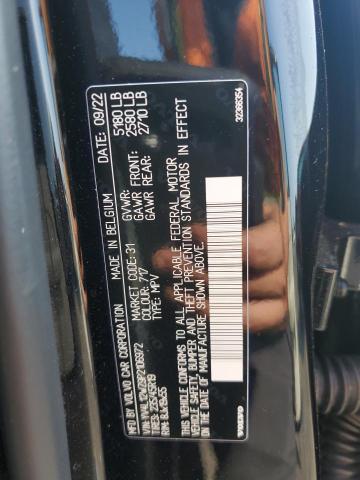 MFD BY VOLVO CAR CORPORATION
MADE IN BELGIUM
DATE: 09/22
MARKET CODE: 31
GVWR: 5180 LB
COLOUR: 717
GAWR FRONT: 2580 LB
TYPE: MPV
GAWR REAR: 2710 LB
THIS VEHICLE CONFORMS TO ALL APPLICABLE FEDERAL MOTOR
VEHICLE SAFETY, BUMPER AND THEFT PREVENTION STANDARDS IN EFFECT
ON THE DATE OF MANUFACTURE SHOWN ABOVE.
VOLVO
32366354